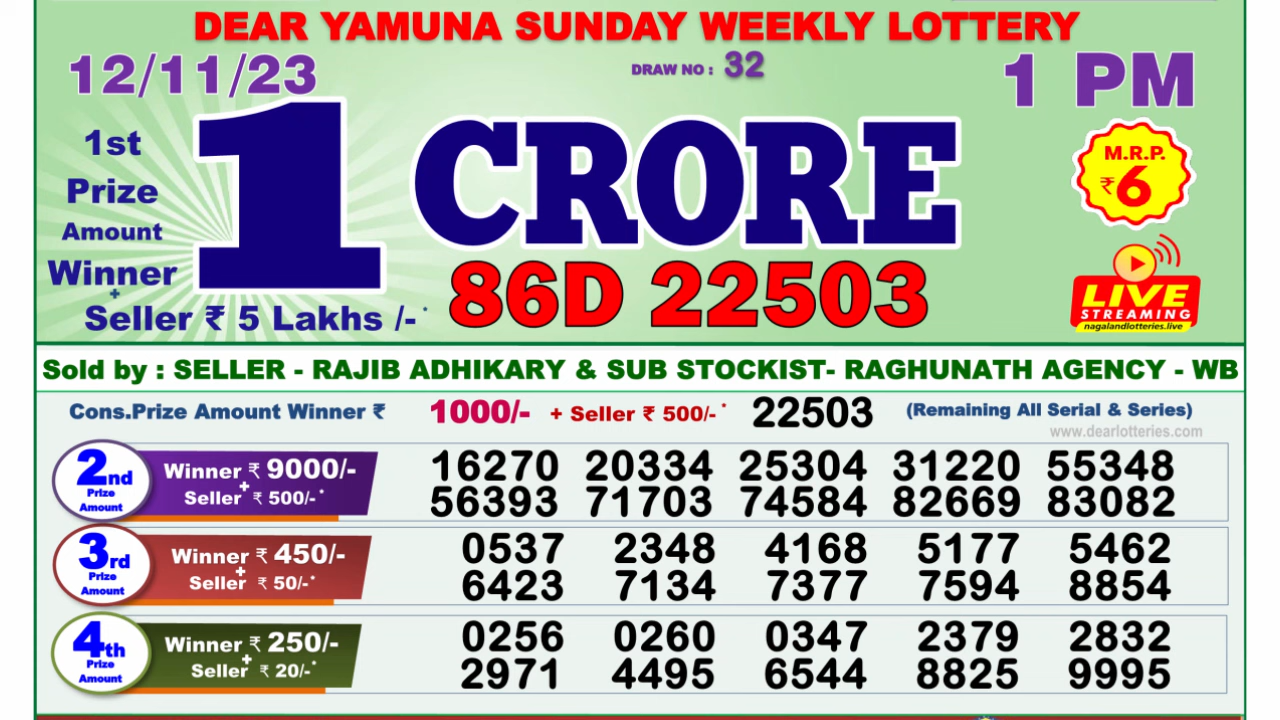 DEAR YAMUNA SUNDAY WEEKLY LOTTERY
12/11/23
DRAW NO : 32
1 PM
1st
Prize
Amount
Winner
+
Seller ₹ 5 Lakhs /-*
1 CRORE
86D 22503
M.R.P.
₹6
LIVE
STREAMING
nagalandlotteries.live
Sold by : SELLER - RAJIB ADHIKARY & SUB STOCKIST- RAGHUNATH AGENCY - WB
Cons.Prize Amount Winner ₹ 1000/- + Seller ₹ 500/-* 22503 (Remaining All Serial & Series)
www.dearlotteries.com
2nd
Prize
Amount
Winner ₹ 9000/-
+
Seller ₹ 500/-*
16270 20334 25304 31220 55348
56393 71703 74584 82669 83082
3rd
Prize
Amount
Winner ₹ 450/-
+
Seller ₹ 50/-*
0537 2348 4168 5177 5462
6423 7134 7377 7594 8854
4th
Prize
Amount
Winner ₹ 250/-
+
Seller ₹ 20/-*
0256 0260 0347 2379 2832
2971 4495 6544 8825 9995